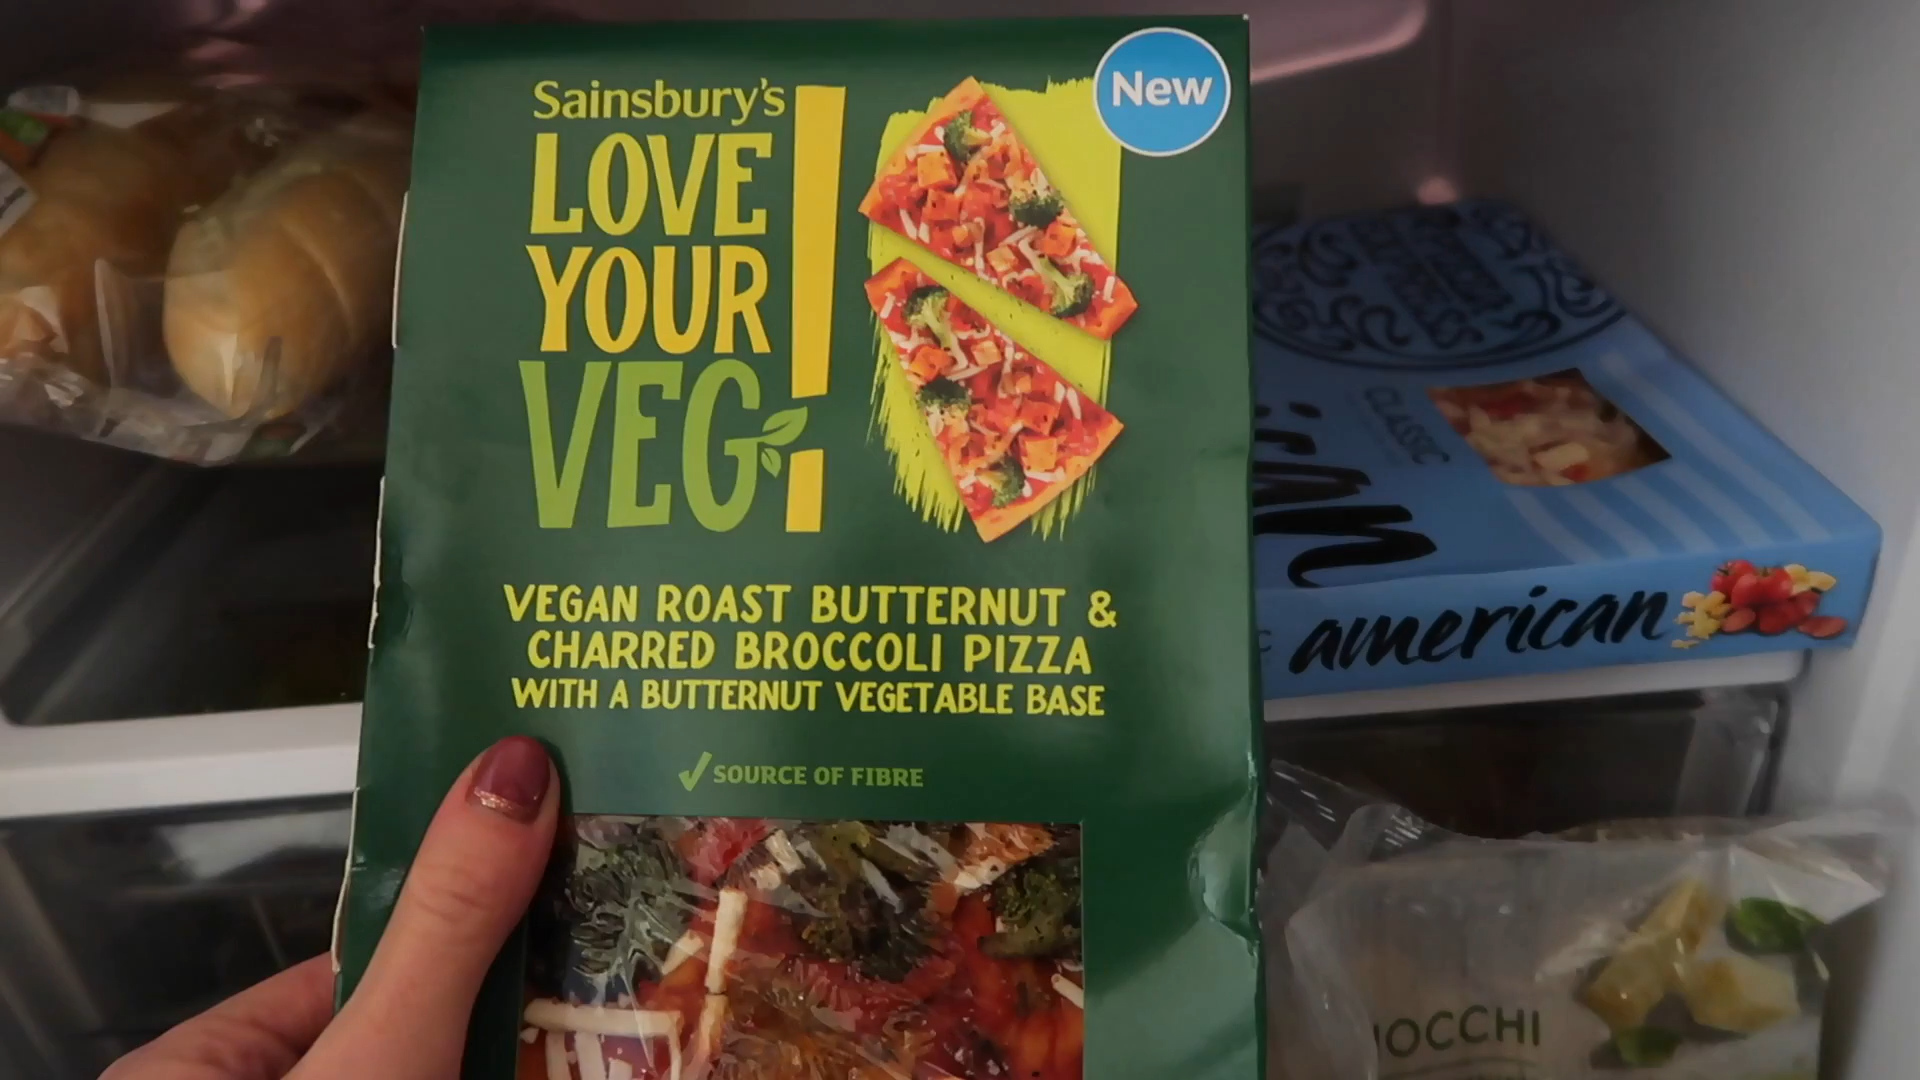 Sainsbury's
LOVE
YOUR
VEG!
New
VEGAN ROAST BUTTERNUT &
CHARRED BROCCOLI PIZZA
WITH A BUTTERNUT VEGETABLE BASE
✓ SOURCE OF FIBRE
CLASSIC
american